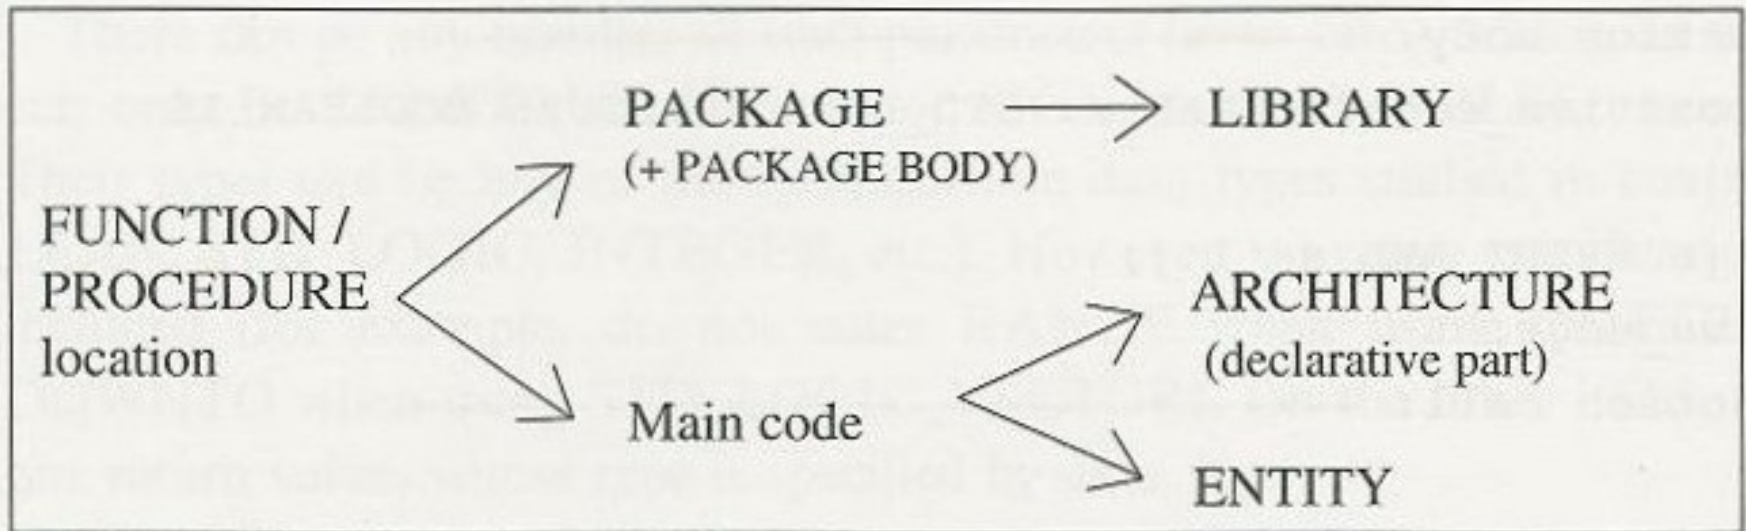 FUNCTION /
PROCEDURE
location
PACKAGE
(+ PACKAGE BODY)
LIBRARY
Main code
ARCHITECTURE
(declarative part)
ENTITY